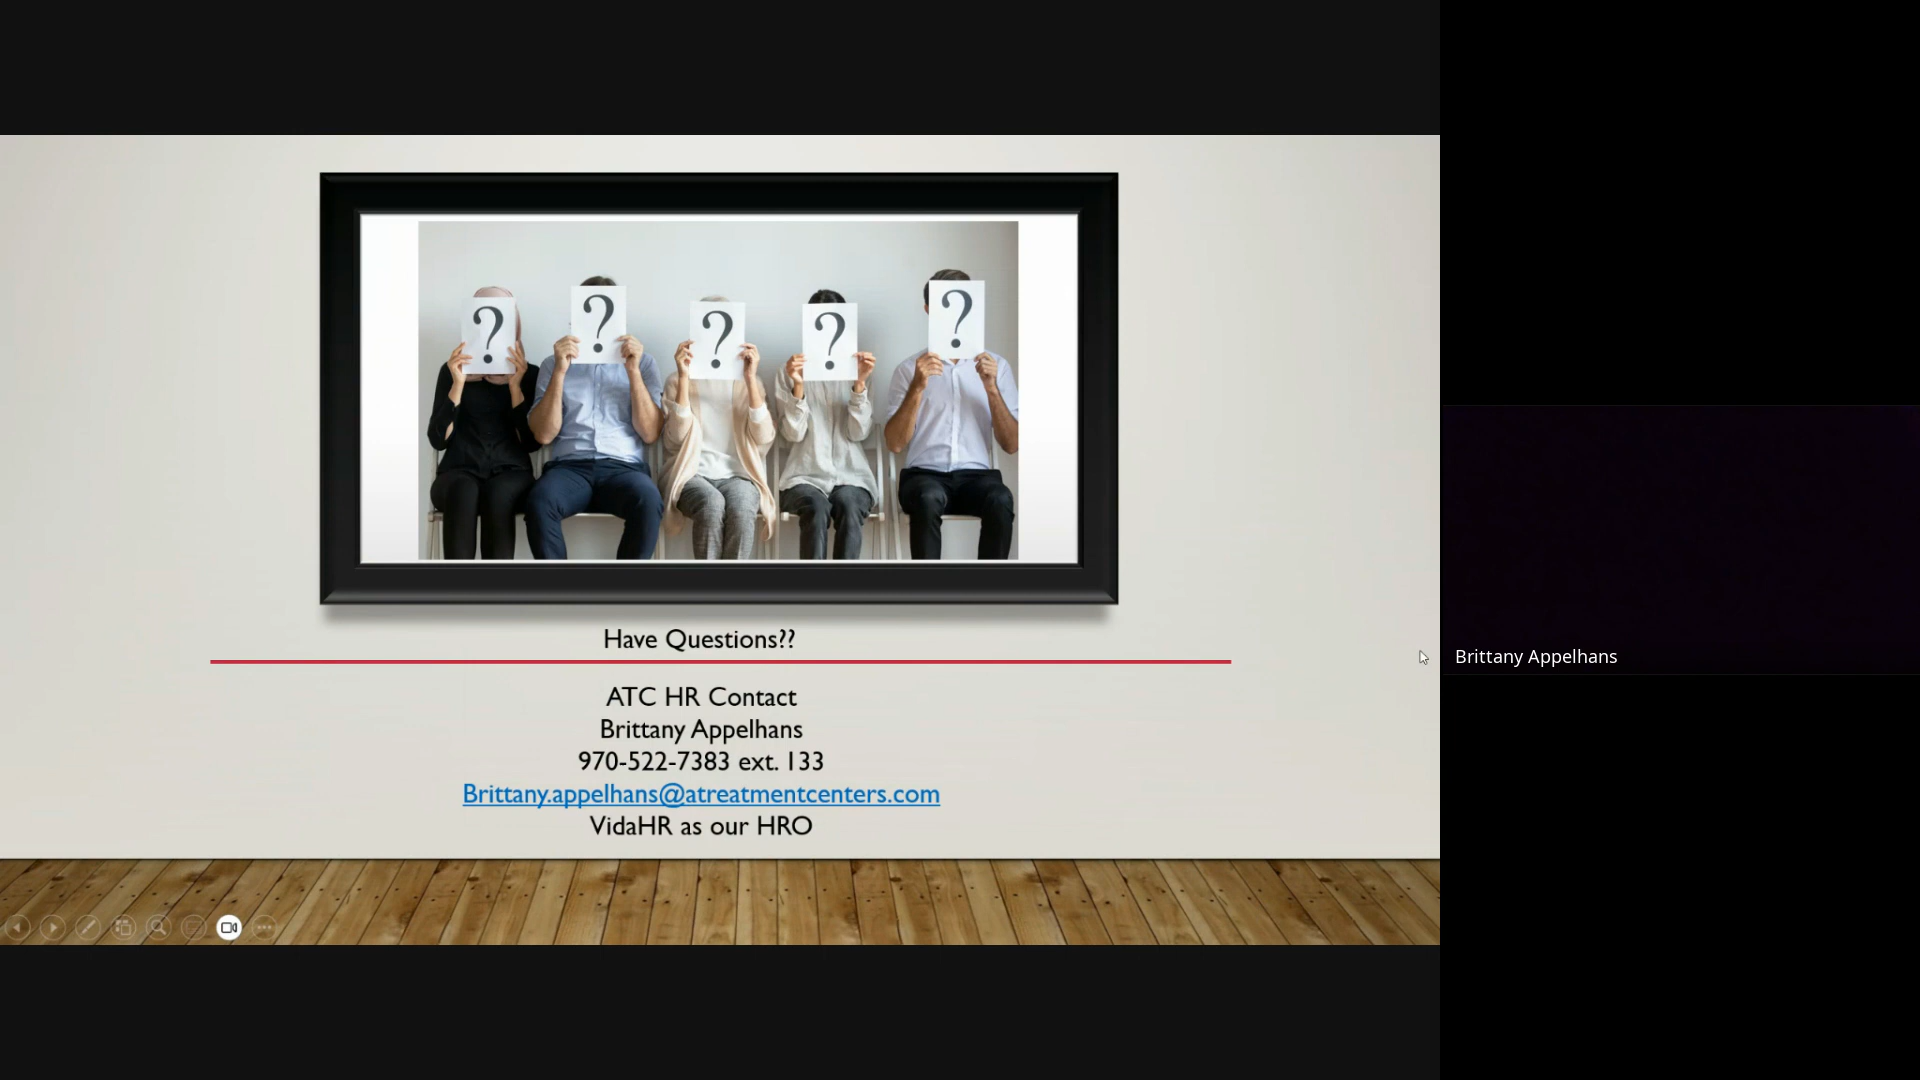 ?
?
?
?
?
Have Questions??
ATC HR Contact
Brittany Appelhans
970-522-7383 ext. 133
Brittany.appelhans@atreatmentcenters.com
VidaHR as our HRO
Brittany Appelhans